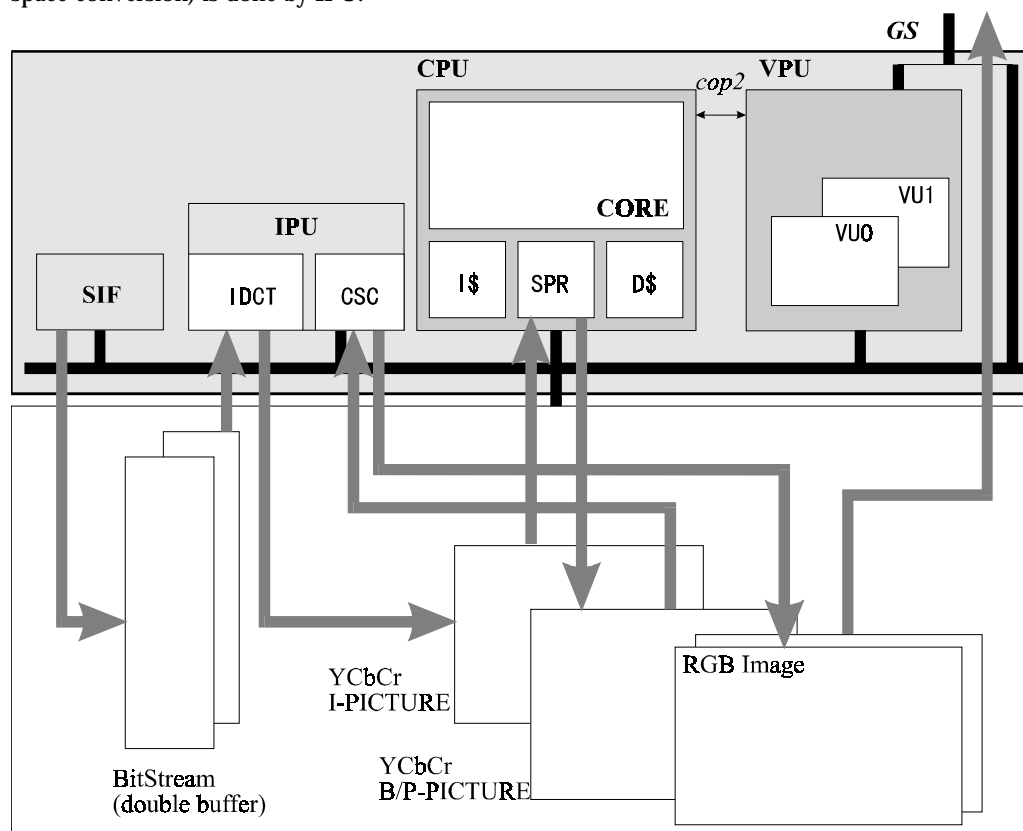 space conversion) is done by IPU.
GS
CPU
cop2
VPU
CORE
VU1
VU0
IPU
SIF
IDCT
CSC
I$
SPR
D$
RGB Image
YCbCr
I-PICTURE
YCbCr
B/P-PICTURE
BitStream
(double buffer)